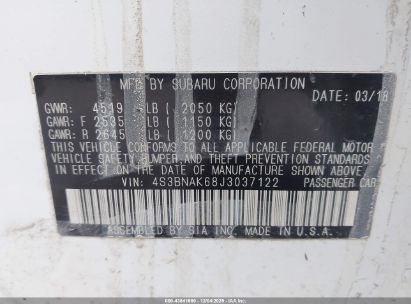 MFG BY SUBARU CORPORATION
DATE: 03/18
GVWR: 4519 LB ( 2050 KG)
GAWR: F 2535 LB ( 1150 KG)
GAWR: R 2645 LB ( 1200 KG)
THIS VEHICLE CONFORMS TO ALL APPLICABLE FEDERAL MOTOR
VEHICLE SAFETY, BUMPER, AND THEFT PREVENTION STANDARDS
IN EFFECT ON THE DATE OF MANUFACTURE SHOWN ABOVE.
VIN: 4S3BNAK68J3037122 PASSENGER CAR
ASSEMBLED BY SIA, INC. MADE IN U.S.A.